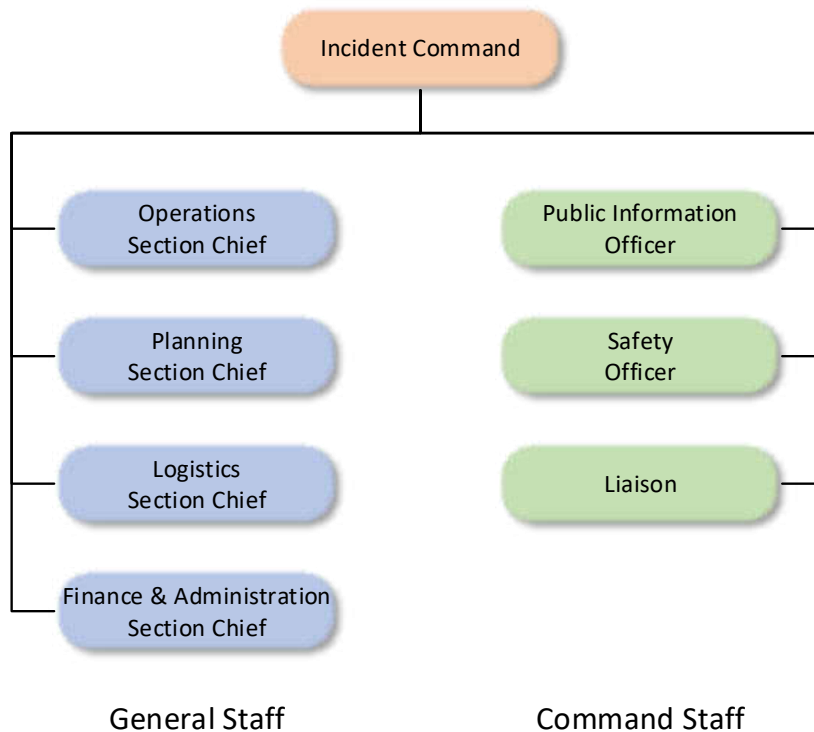 Incident Command
Operations
Section Chief
Planning
Section Chief
Logistics
Section Chief
Finance & Administration
Section Chief
General Staff
Public Information
Officer
Safety
Officer
Liaison
Command Staff